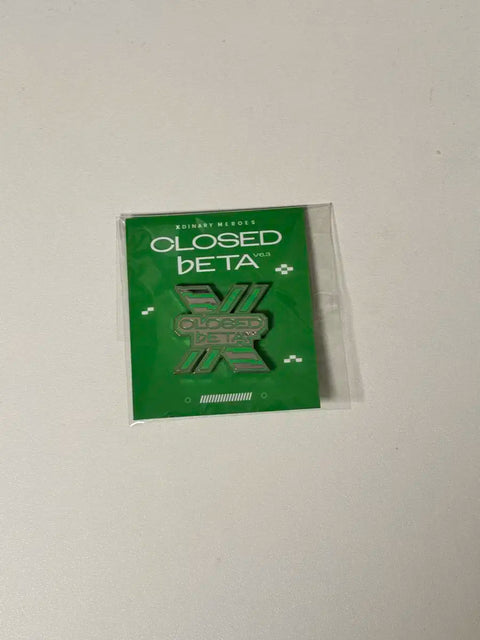 XDINARY HEROES
CLOSED
bETA V6.3
CLOSED
bETA